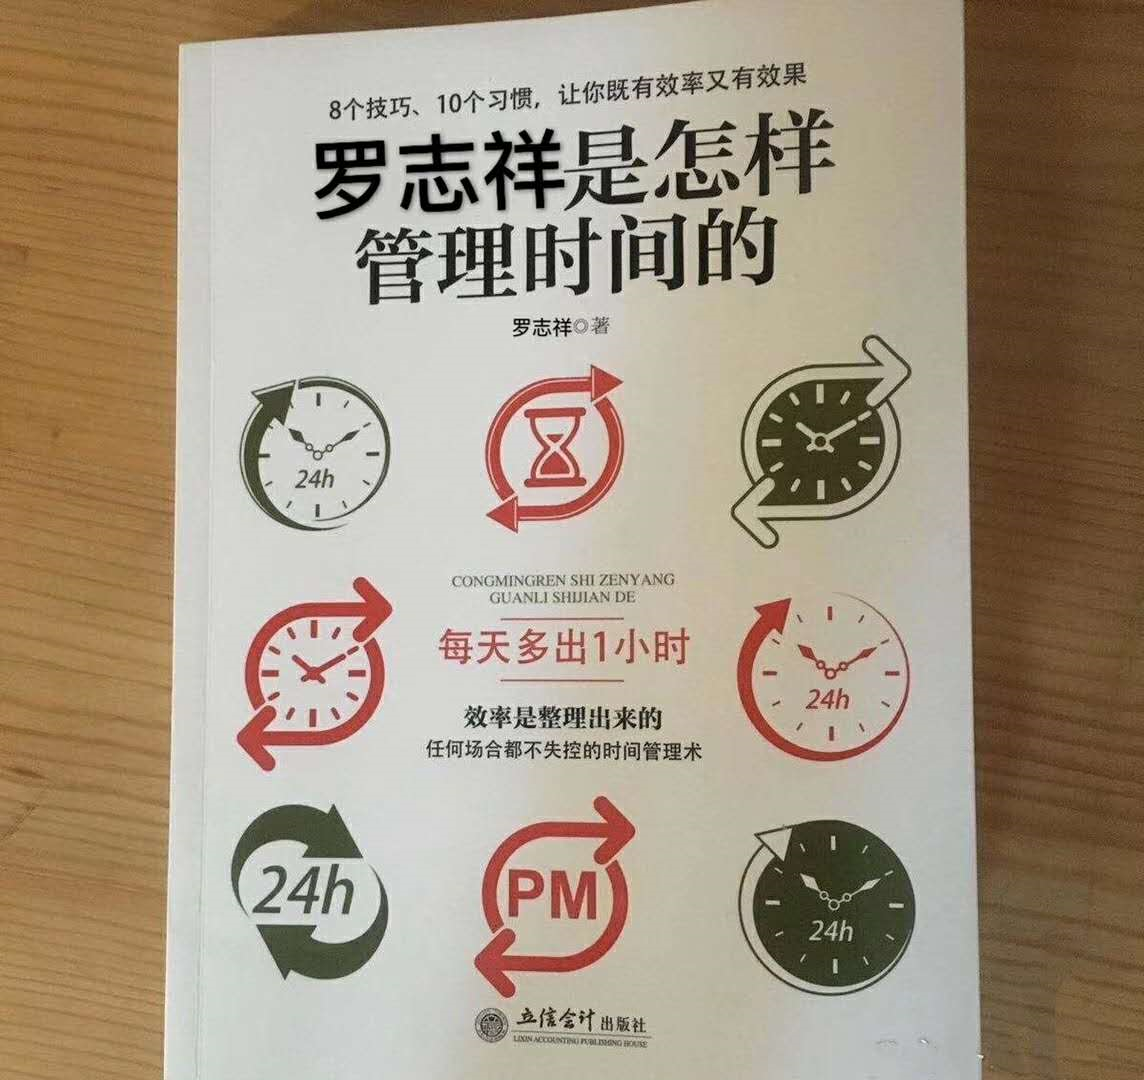 8个技巧、10个习惯，让你既有效率又有效果
罗志祥是怎样
管理时间的
罗志祥◎著
24h
CONGMINGREN SHI ZENYANG
GUANLI SHIJIAN DE
每天多出1小时
24h
效率是整理出来的
任何场合都不失控的时间管理术
24h
PM
24h
立信会计出版社
LIXIN ACCOUNTING PUBLISHING HOUSE